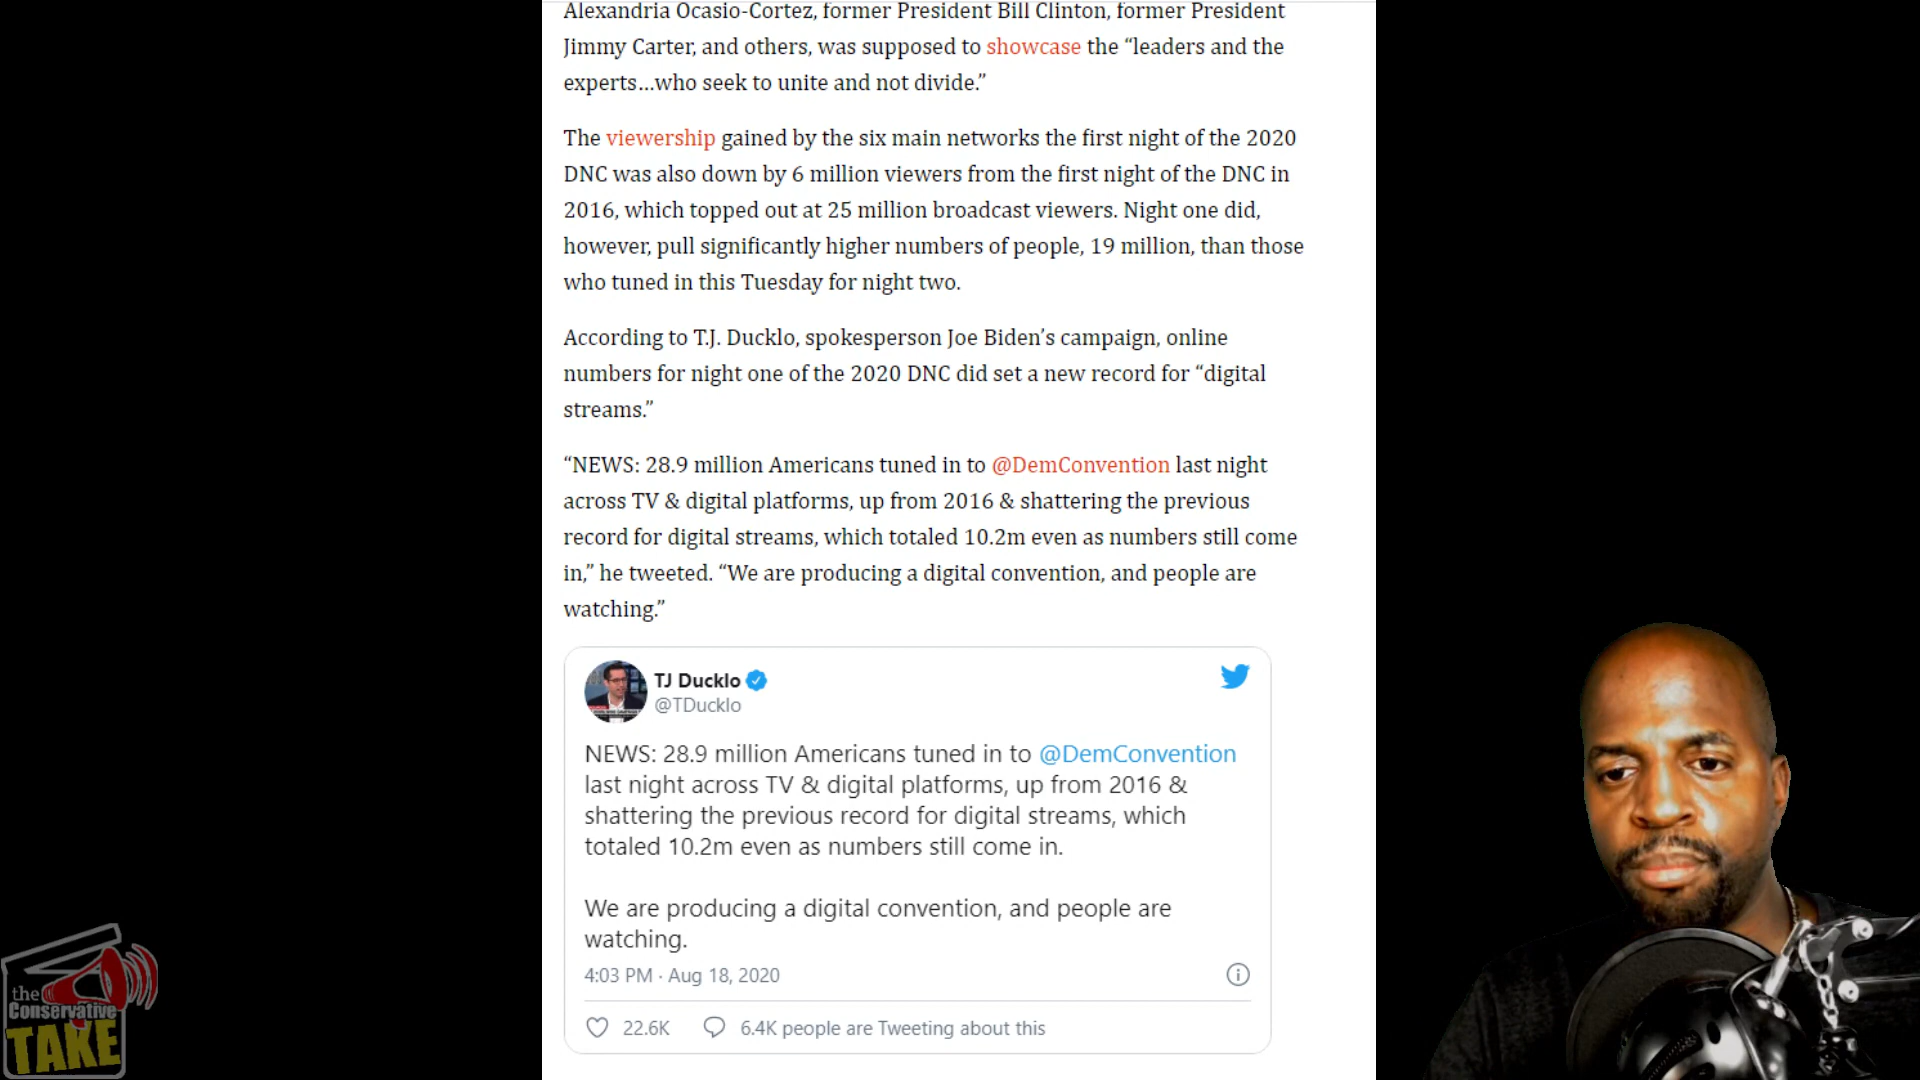 Alexandria Ocasio-Cortez, former President Bill Clinton, former President
Jimmy Carter, and others, was supposed to showcase the “leaders and the
experts…who seek to unite and not divide.”
The viewership gained by the six main networks the first night of the 2020
DNC was also down by 6 million viewers from the first night of the DNC in
2016, which topped out at 25 million broadcast viewers. Night one did,
however, pull significantly higher numbers of people, 19 million, than those
who tuned in this Tuesday for night two.
According to T.J. Ducklo, spokesperson Joe Biden’s campaign, online
numbers for night one of the 2020 DNC did set a new record for “digital
streams.”
“NEWS: 28.9 million Americans tuned in to @DemConvention last night
across TV & digital platforms, up from 2016 & shattering the previous
record for digital streams, which totaled 10.2m even as numbers still come
in,” he tweeted. “We are producing a digital convention, and people are
watching.”
TJ Ducklo
@TDucklo
NEWS: 28.9 million Americans tuned in to @DemConvention
last night across TV & digital platforms, up from 2016 &
shattering the previous record for digital streams, which
totaled 10.2m even as numbers still come in.
We are producing a digital convention, and people are
watching.
4:03 PM · Aug 18, 2020
22.6K 6.4K people are Tweeting about this
the
Conservative
TAKE